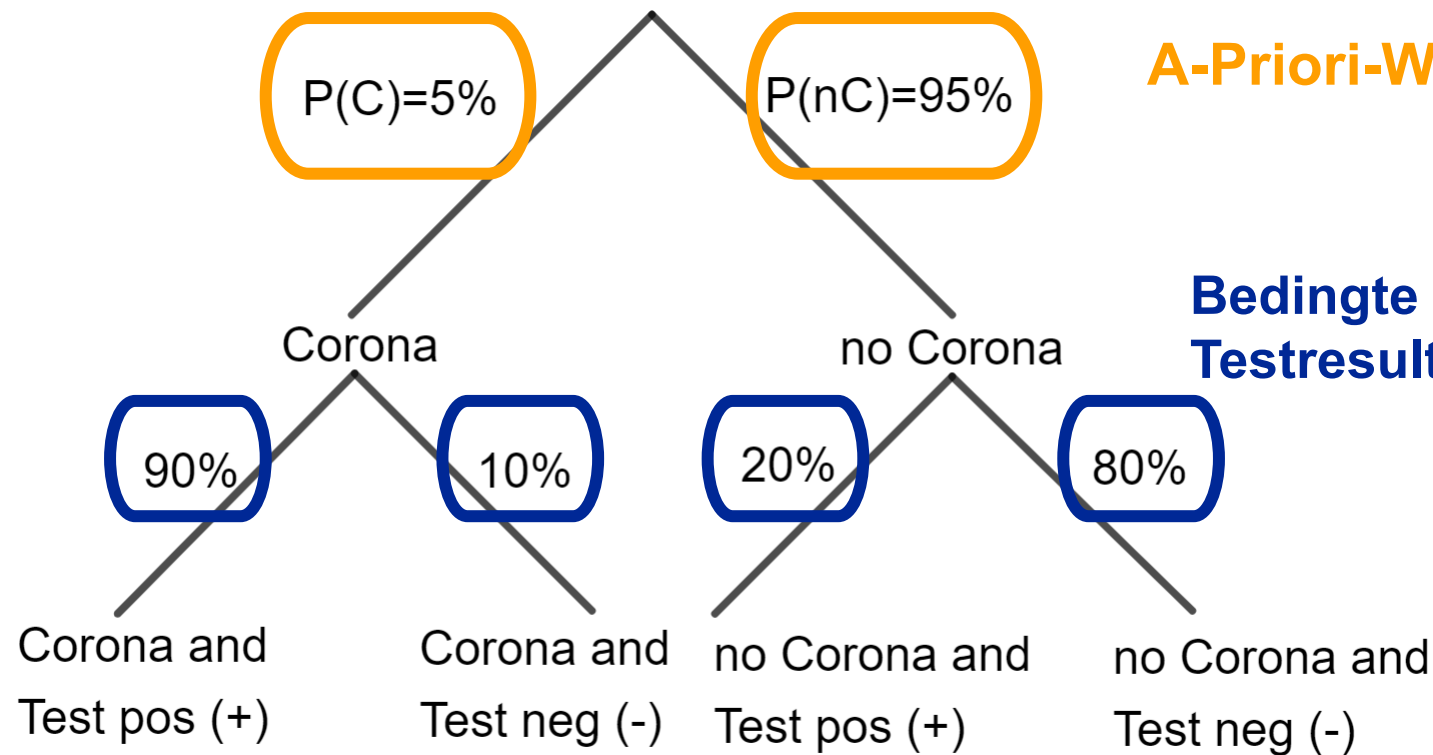 P(C)=5%
P(nC)=95%
A-Priori-W
Corona
no Corona
Bedingte
Testresult
90%
10%
20%
80%
Corona and
Test pos (+)
Corona and
Test neg (-)
no Corona and
Test pos (+)
no Corona and
Test neg (-)